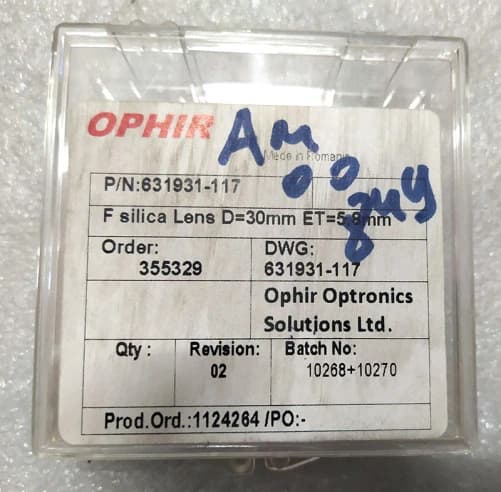 OPHIR
Made in Romania
P/N:631931-117
F silica Lens D=30mm ET=5.8mm
Order:
355329
DWG:
631931-117
Ophir Optronics
Solutions Ltd.
Qty :
Revision:
02
Batch No:
10268+10270
Prod.Ord.:1124264 /PO:-